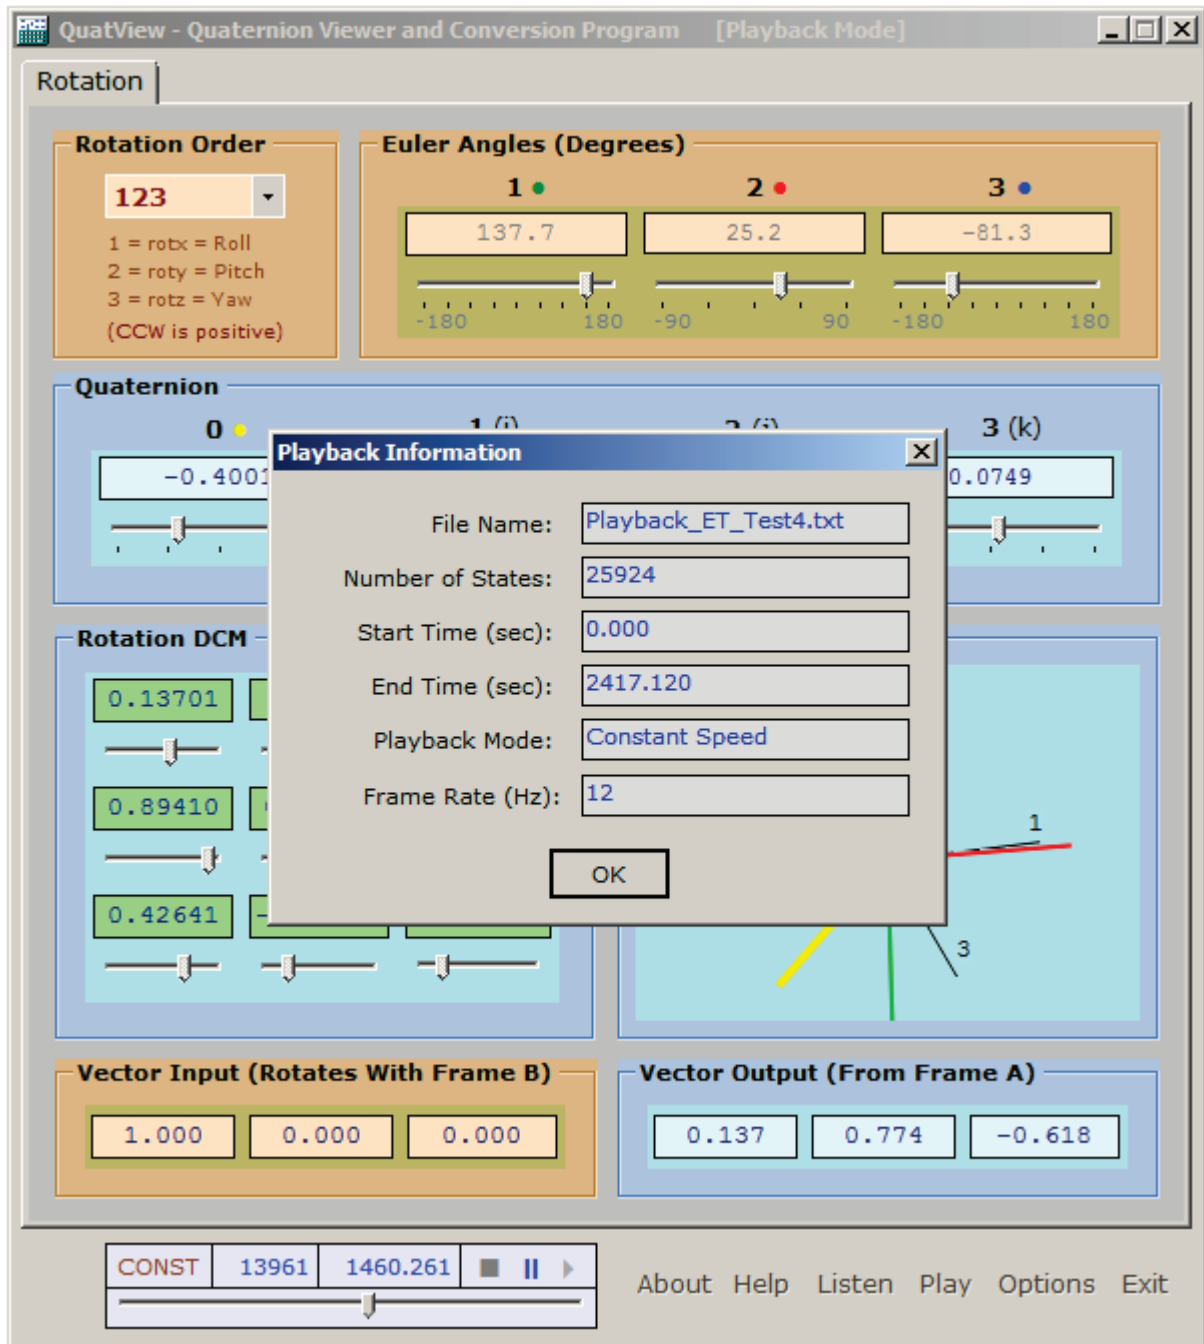 QuatView - Quaternion Viewer and Conversion Program [Playback Mode]
Rotation
Rotation Order
123
1 = rotx = Roll
2 = roty = Pitch
3 = rotz = Yaw
(CCW is positive)
Euler Angles (Degrees)
1 2 3
137.7 25.2 -81.3
-180 180 -90 90 -180 180
Quaternion
0 3 (k)
-0.4001 0.0749
Playback Information
File Name: Playback_ET_Test4.txt
Number of States: 25924
Start Time (sec): 0.000
End Time (sec): 2417.120
Playback Mode: Constant Speed
Frame Rate (Hz): 12
OK
Rotation DCM
0.13701
0.89410
0.42641 -
1
3
Vector Input (Rotates With Frame B)
1.000 0.000 0.000
Vector Output (From Frame A)
0.137 0.774 -0.618
CONST 13961 1460.261
About Help Listen Play Options Exit